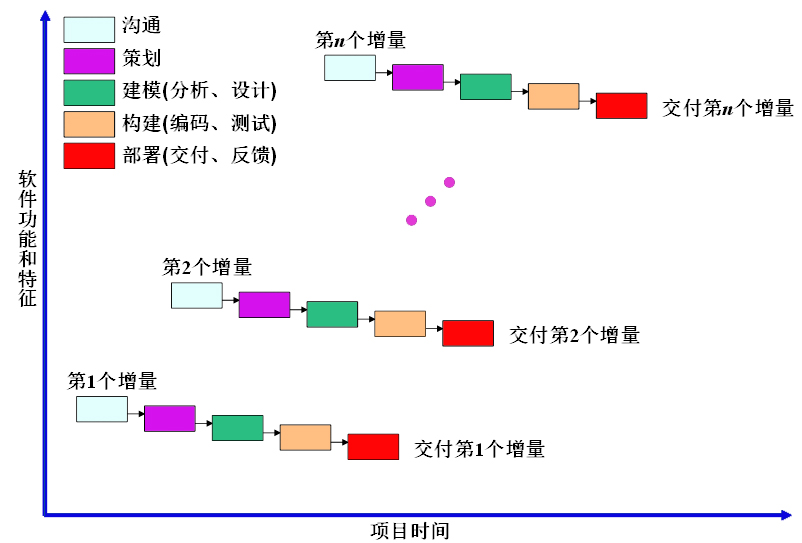 沟通
策划
建模(分析、设计)
构建(编码、测试)
部署(交付、反馈)
第n个增量
交付第n个增量
软件功能和特征
第2个增量
交付第2个增量
第1个增量
交付第1个增量
项目时间